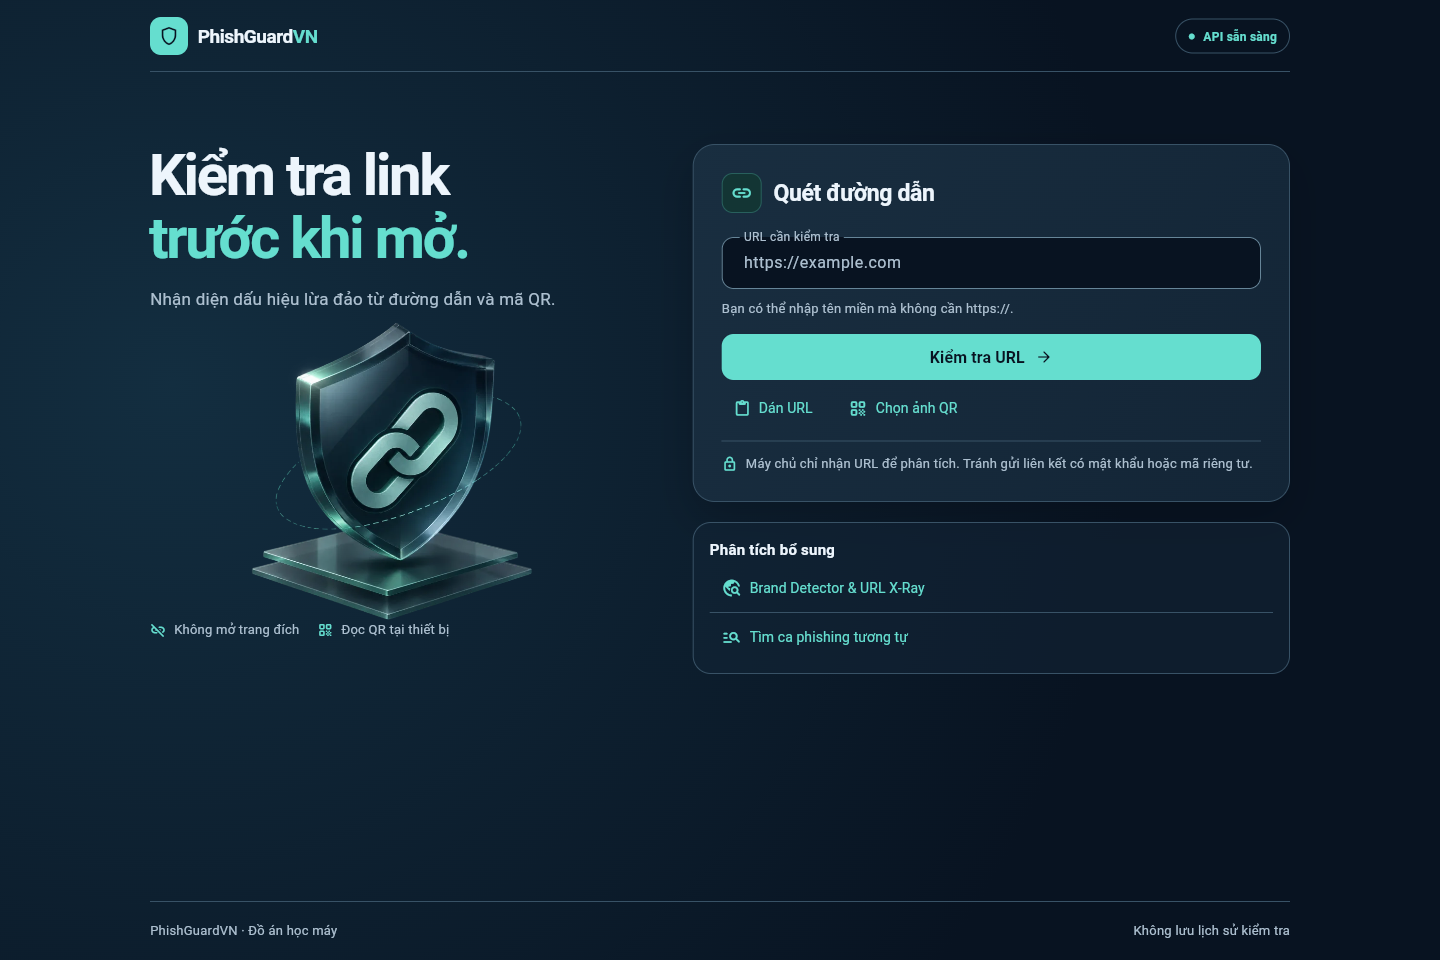 PhishGuardVN
API sẵn sàng
Kiểm tra link
trước khi mở.
Nhận diện dấu hiệu lừa đảo từ đường dẫn và mã QR.
Không mở trang đích
Đọc QR tại thiết bị
Quét đường dẫn
URL cần kiểm tra
https://example.com
Bạn có thể nhập tên miền mà không cần https://.
Kiểm tra URL
Dán URL
Chọn ảnh QR
Máy chủ chỉ nhận URL để phân tích. Tránh gửi liên kết có mật khẩu hoặc mã riêng tư.
Phân tích bổ sung
Brand Detector & URL X-Ray
Tìm ca phishing tương tự
PhishGuardVN · Đồ án học máy
Không lưu lịch sử kiểm tra